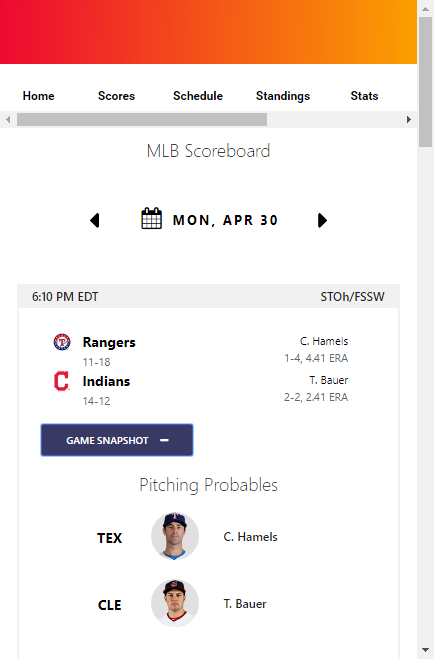 Home Scores Schedule Standings Stats
MLB Scoreboard
MON, APR 30
6:10 PM EDT STOh/FSSW
Rangers C. Hamels
11-18 1-4, 4.41 ERA
Indians T. Bauer
14-12 2-2, 2.41 ERA
GAME SNAPSHOT
Pitching Probables
TEX C. Hamels
CLE T. Bauer